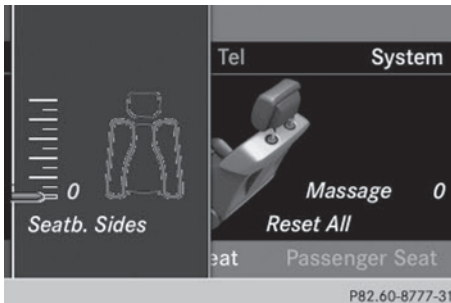 Tel System
0
Seatb. Sides
Massage 0
Reset All
eat Passenger Seat
P82.60-8777-31